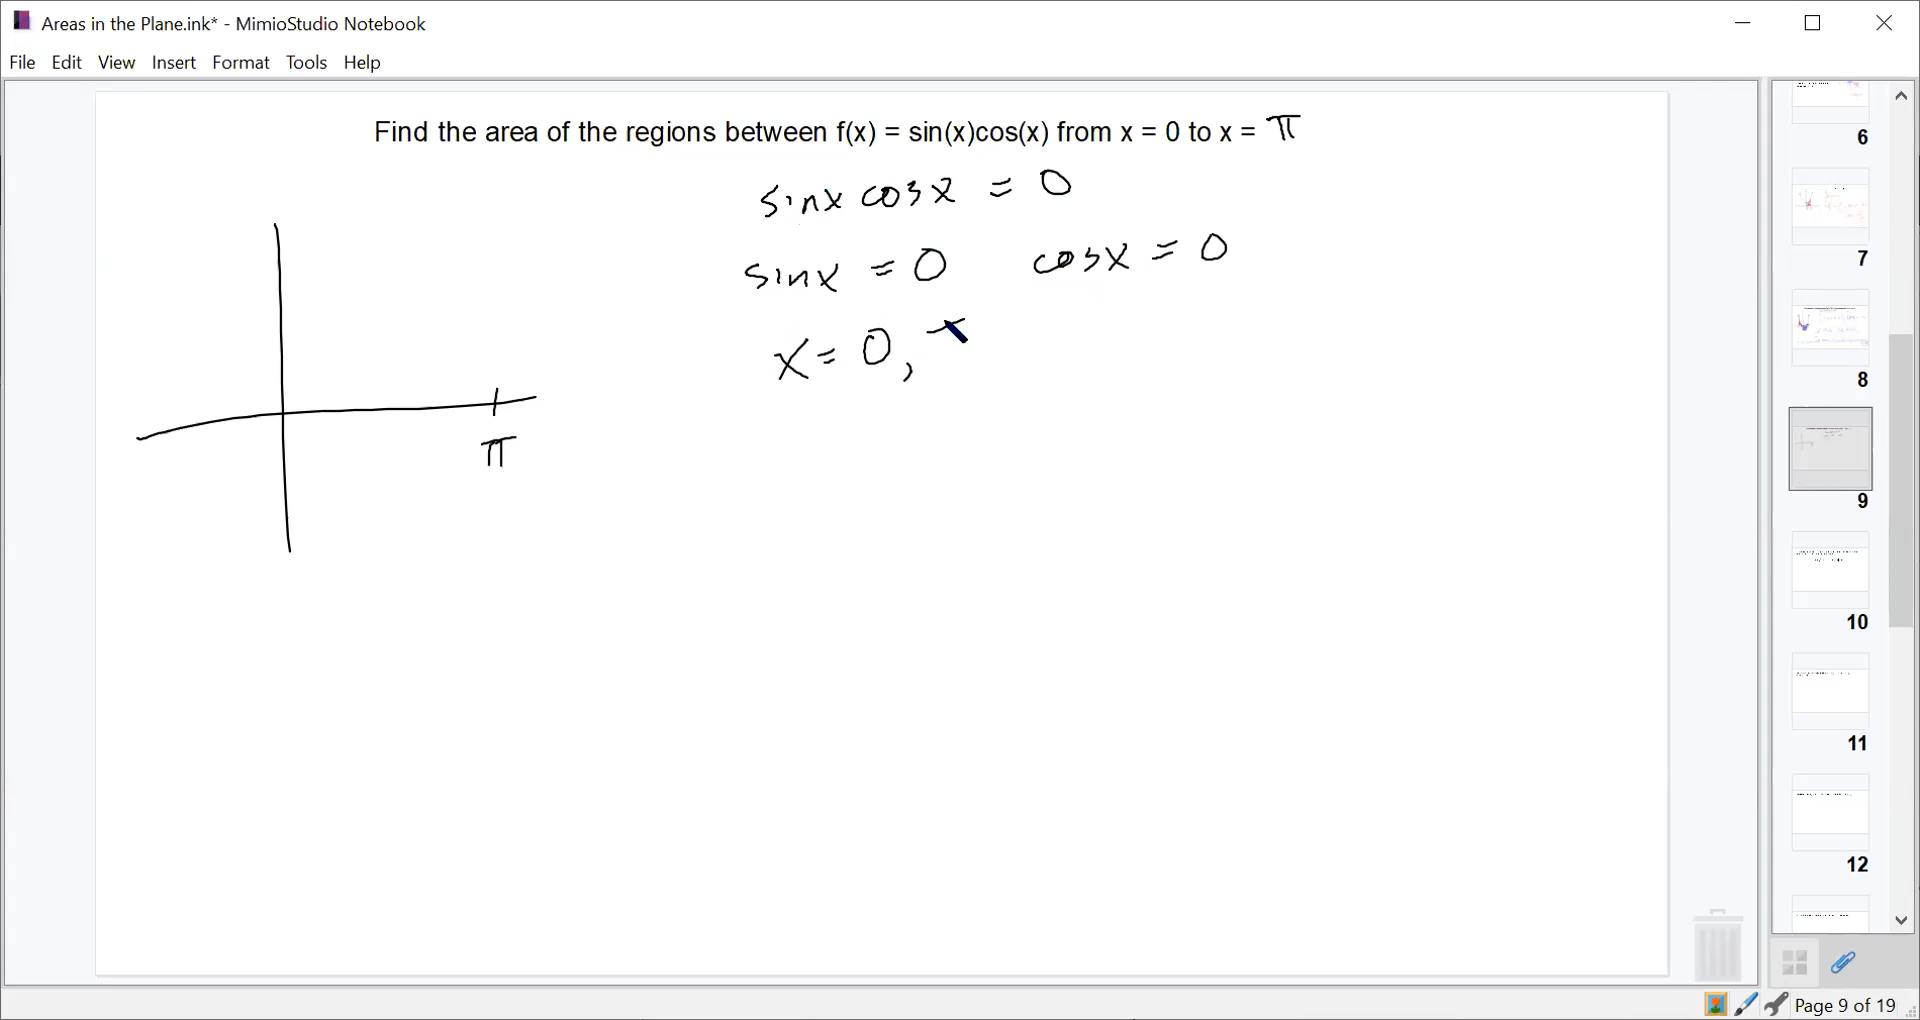 Areas in the Plane.ink* - MimioStudio Notebook
File Edit View Insert Format Tools Help
Find the area of the regions between f(x) = sin(x)cos(x) from x = 0 to x = π
sinx cosx = 0
sinx = 0 cosx = 0
x = 0,
π
6
7
8
9
10
11
12
Page 9 of 19